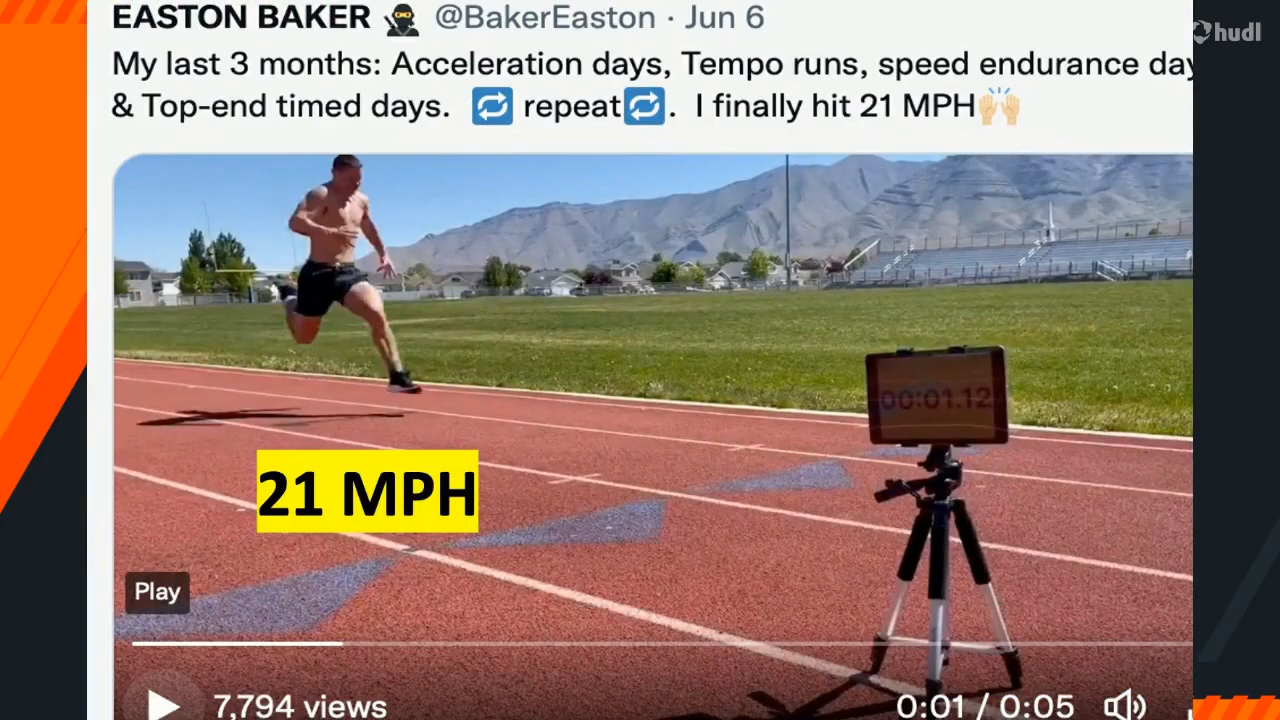 EASTON BAKER 🥷 @BakerEaston · Jun 6
hudl
My last 3 months: Acceleration days, Tempo runs, speed endurance day
& Top-end timed days. 🔁 repeat🔁. I finally hit 21 MPH🙌🏼
00:01.12
21 MPH
Play
7,794 views
0:01 / 0:05